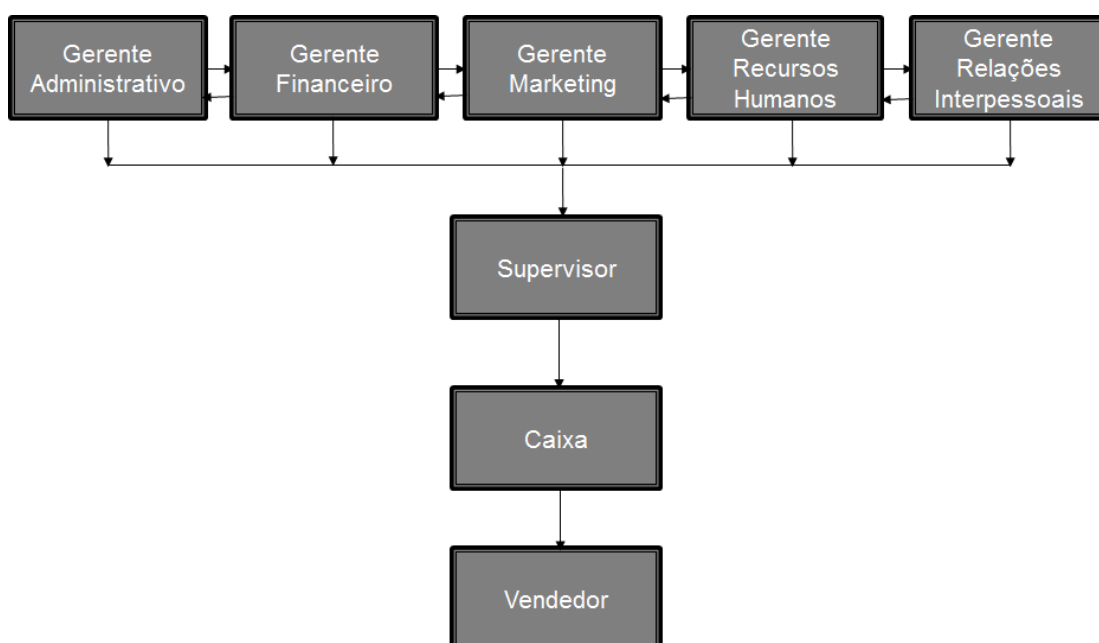 Gerente
Administrativo
Gerente
Financeiro
Gerente
Marketing
Gerente
Recursos
Humanos
Gerente
Relações
Interpessoais
Supervisor
Caixa
Vendedor